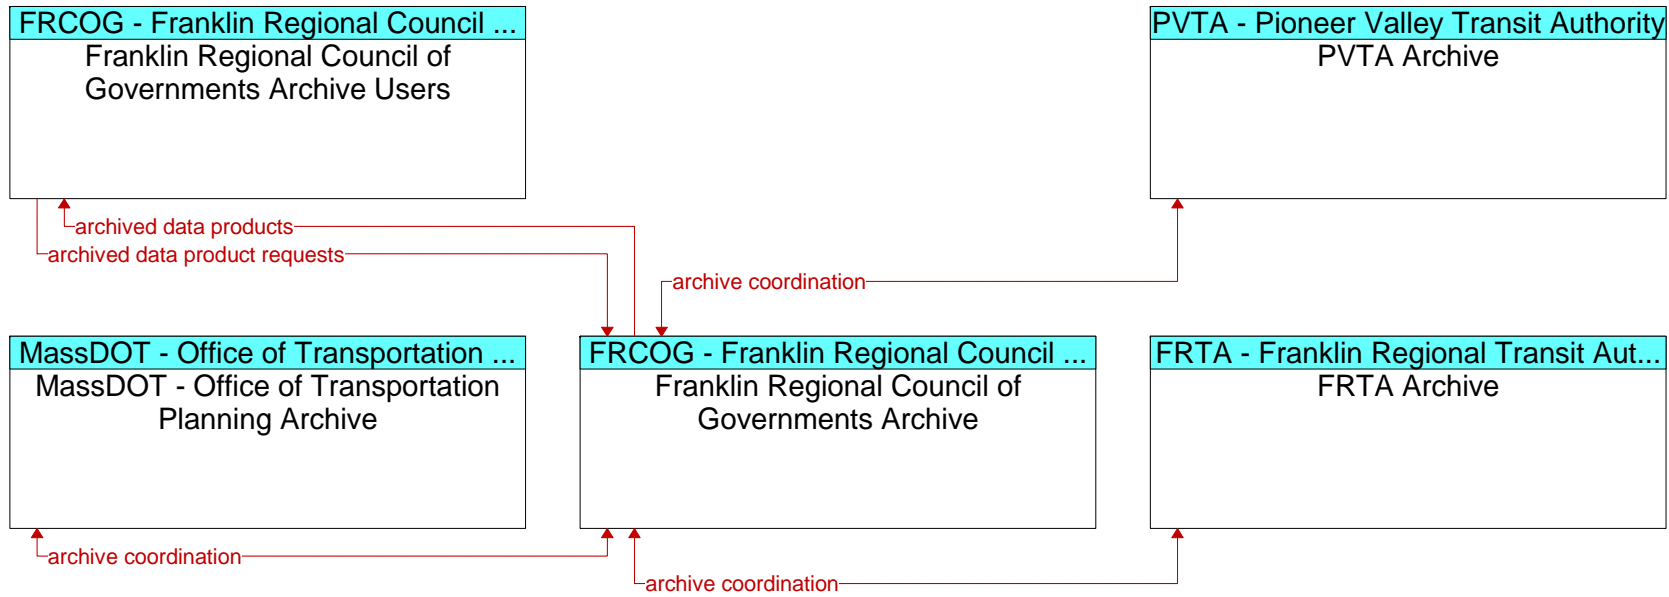 FRCOG - Franklin Regional Council ...
Franklin Regional Council of
Governments Archive Users
PVTA - Pioneer Valley Transit Authority
PVTA Archive
archived data products
archived data product requests
archive coordination
MassDOT - Office of Transportation ...
MassDOT - Office of Transportation
Planning Archive
FRCOG - Franklin Regional Council ...
Franklin Regional Council of
Governments Archive
FRTA - Franklin Regional Transit Aut...
FRTA Archive
archive coordination
archive coordination